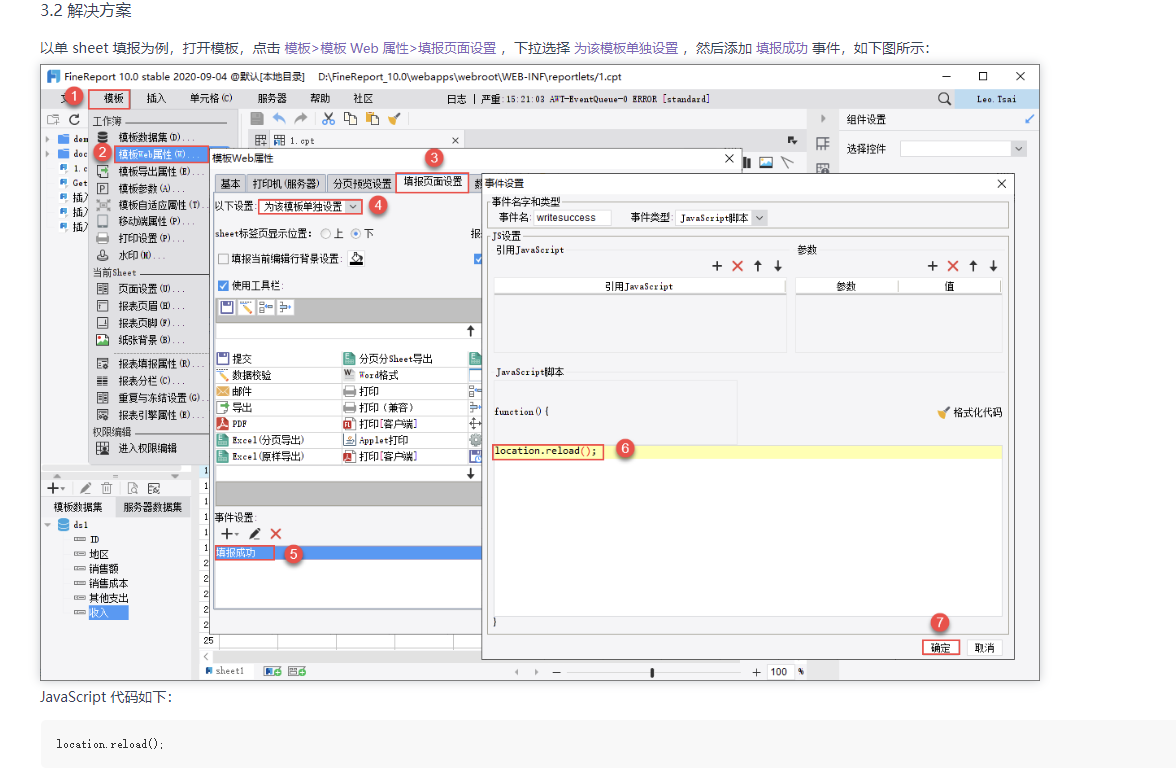 3.2 解决方案
以单 sheet 填报为例，打开模板，点击 模板>模板 Web 属性>填报页面设置 ，下拉选择 为该模板单独设置 ，然后添加 填报成功 事件，如下图所示：
FineReport 10.0 stable 2020-09-04 @默认[本地目录] D:\FineReport_10.0\webapps\webroot\WEB-INF\reportlets/1.cpt
1 模板 插入 单元格(C) 服务器 帮助 社区 日志 | 严重:15:21:03 AWT-EventQueue-0 ERROR [standard] Leo.Tsai
工作簿
模板数据集(D)...
2 模板Web属性(W)...
模板导出属性(E)...
模板参数(A)...
模板自适应属性(T)...
移动端属性(P)...
打印设置(P)...
水印(M)...
当前Sheet
页面设置(U)...
报表页眉(H)...
报表页脚(F)...
纸张背景(B)...
报表填报属性(R)...
报表分栏(C)...
重复与冻结设置(G)...
报表引擎属性(E)...
权限编辑
进入权限编辑
dem
doc
1.c
Get
插入
插入
插入
1.cpt
组件设置
选择控件
模板Web属性
3
基本 打印机(服务器) 分页预览设置 填报页面设置
以下设置: 为该模板单独设置 4
sheet标签页显示位置: 上 下
填报当前编辑行背景设置:
使用工具栏:
提交 分页分Sheet导出
数据校验 Word格式
邮件 打印
导出 打印（兼容）
PDF 打印[客户端]
Excel(分页导出) Applet打印
Excel(原样导出) 打印[客户端]
事件设置:
填报成功 5
事件设置
事件名字和类型
事件名: writesuccess 事件类型: JavaScript脚本
JS设置
引用JavaScript 参数
引用JavaScript 参数 值
JavaScript脚本
function(){
格式化代码
location.reload(); 6
}
7
确定 取消
模板数据集 服务器数据集
ds1
ID
地区
销售额
销售成本
其他支出
收入
25
sheet1 100 %
JavaScript 代码如下：
location.reload();